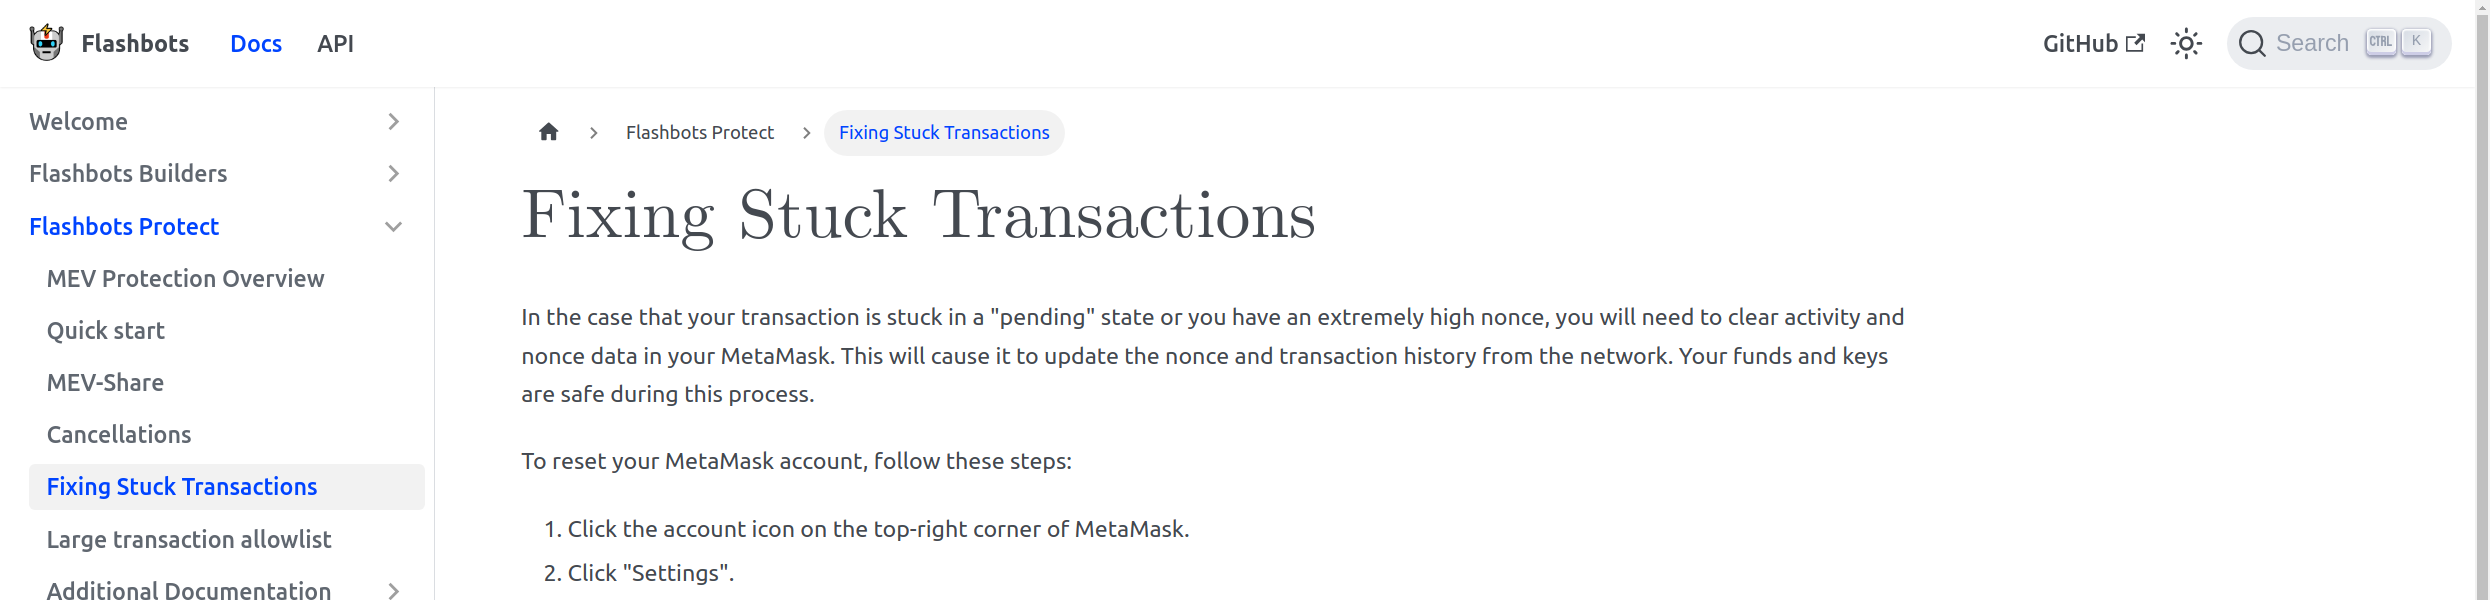 Flashbots Docs API GitHub Search CTRL K
Welcome
Flashbots Builders
Flashbots Protect
MEV Protection Overview
Quick start
MEV-Share
Cancellations
Fixing Stuck Transactions
Large transaction allowlist
Additional Documentation
Flashbots Protect Fixing Stuck Transactions
Fixing Stuck Transactions
In the case that your transaction is stuck in a "pending" state or you have an extremely high nonce, you will need to clear activity and
nonce data in your MetaMask. This will cause it to update the nonce and transaction history from the network. Your funds and keys
are safe during this process.
To reset your MetaMask account, follow these steps:
1. Click the account icon on the top-right corner of MetaMask.
2. Click "Settings".